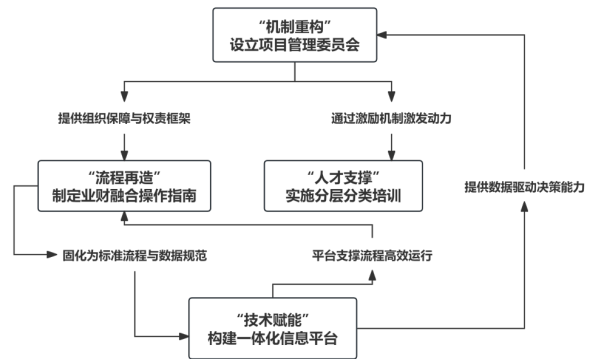 “机制重构”
设立项目管理委员会
提供组织保障与权责框架
通过激励机制激发动力
“流程再造”
制定业财融合操作指南
“人才支撑”
实施分层分类培训
提供数据驱动决策能力
固化为标准流程与数据规范
平台支撑流程高效运行
“技术赋能”
构建一体化信息平台